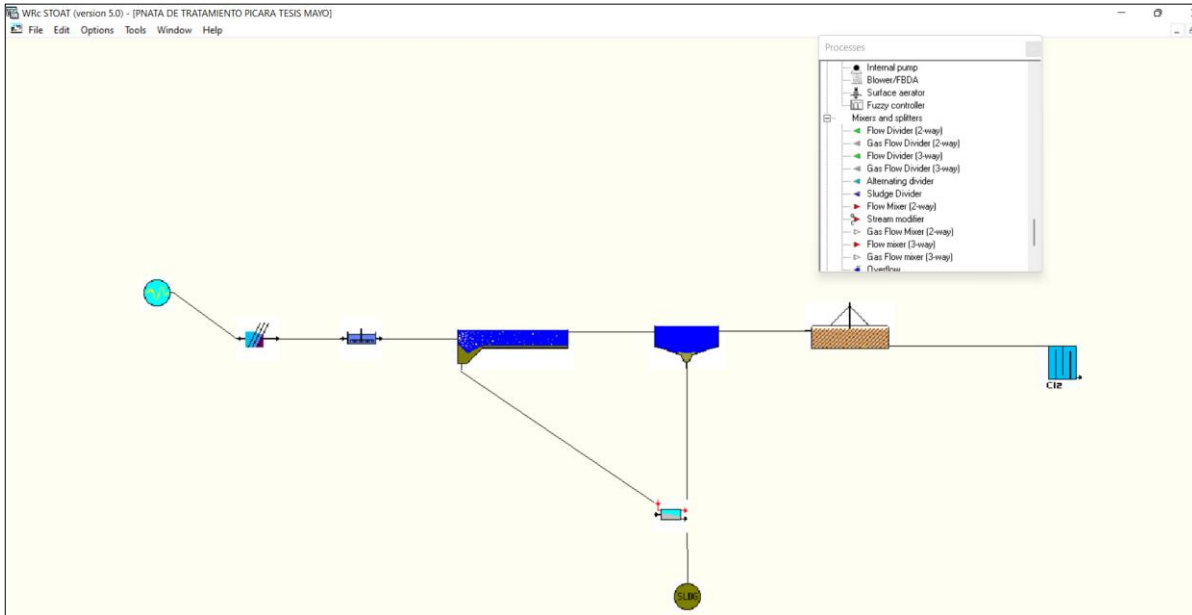 WRc STOAT (version 5.0) - [PNATA DE TRATAMIENTO PICARA TESIS MAYO]
File Edit Options Tools Window Help
Processes
Internal pump
Blower/FBDA
Surface aerator
Fuzzy controller
Mixers and splitters
Flow Divider (2-way)
Gas Flow Divider (2-way)
Flow Divider (3-way)
Gas Flow Divider (3-way)
Alternating divider
Sludge Divider
Flow Mixer (2-way)
Stream modifier
Gas Flow Mixer (2-way)
Flow mixer (3-way)
Gas Flow mixer (3-way)
Overflow
Cl2
SLDG